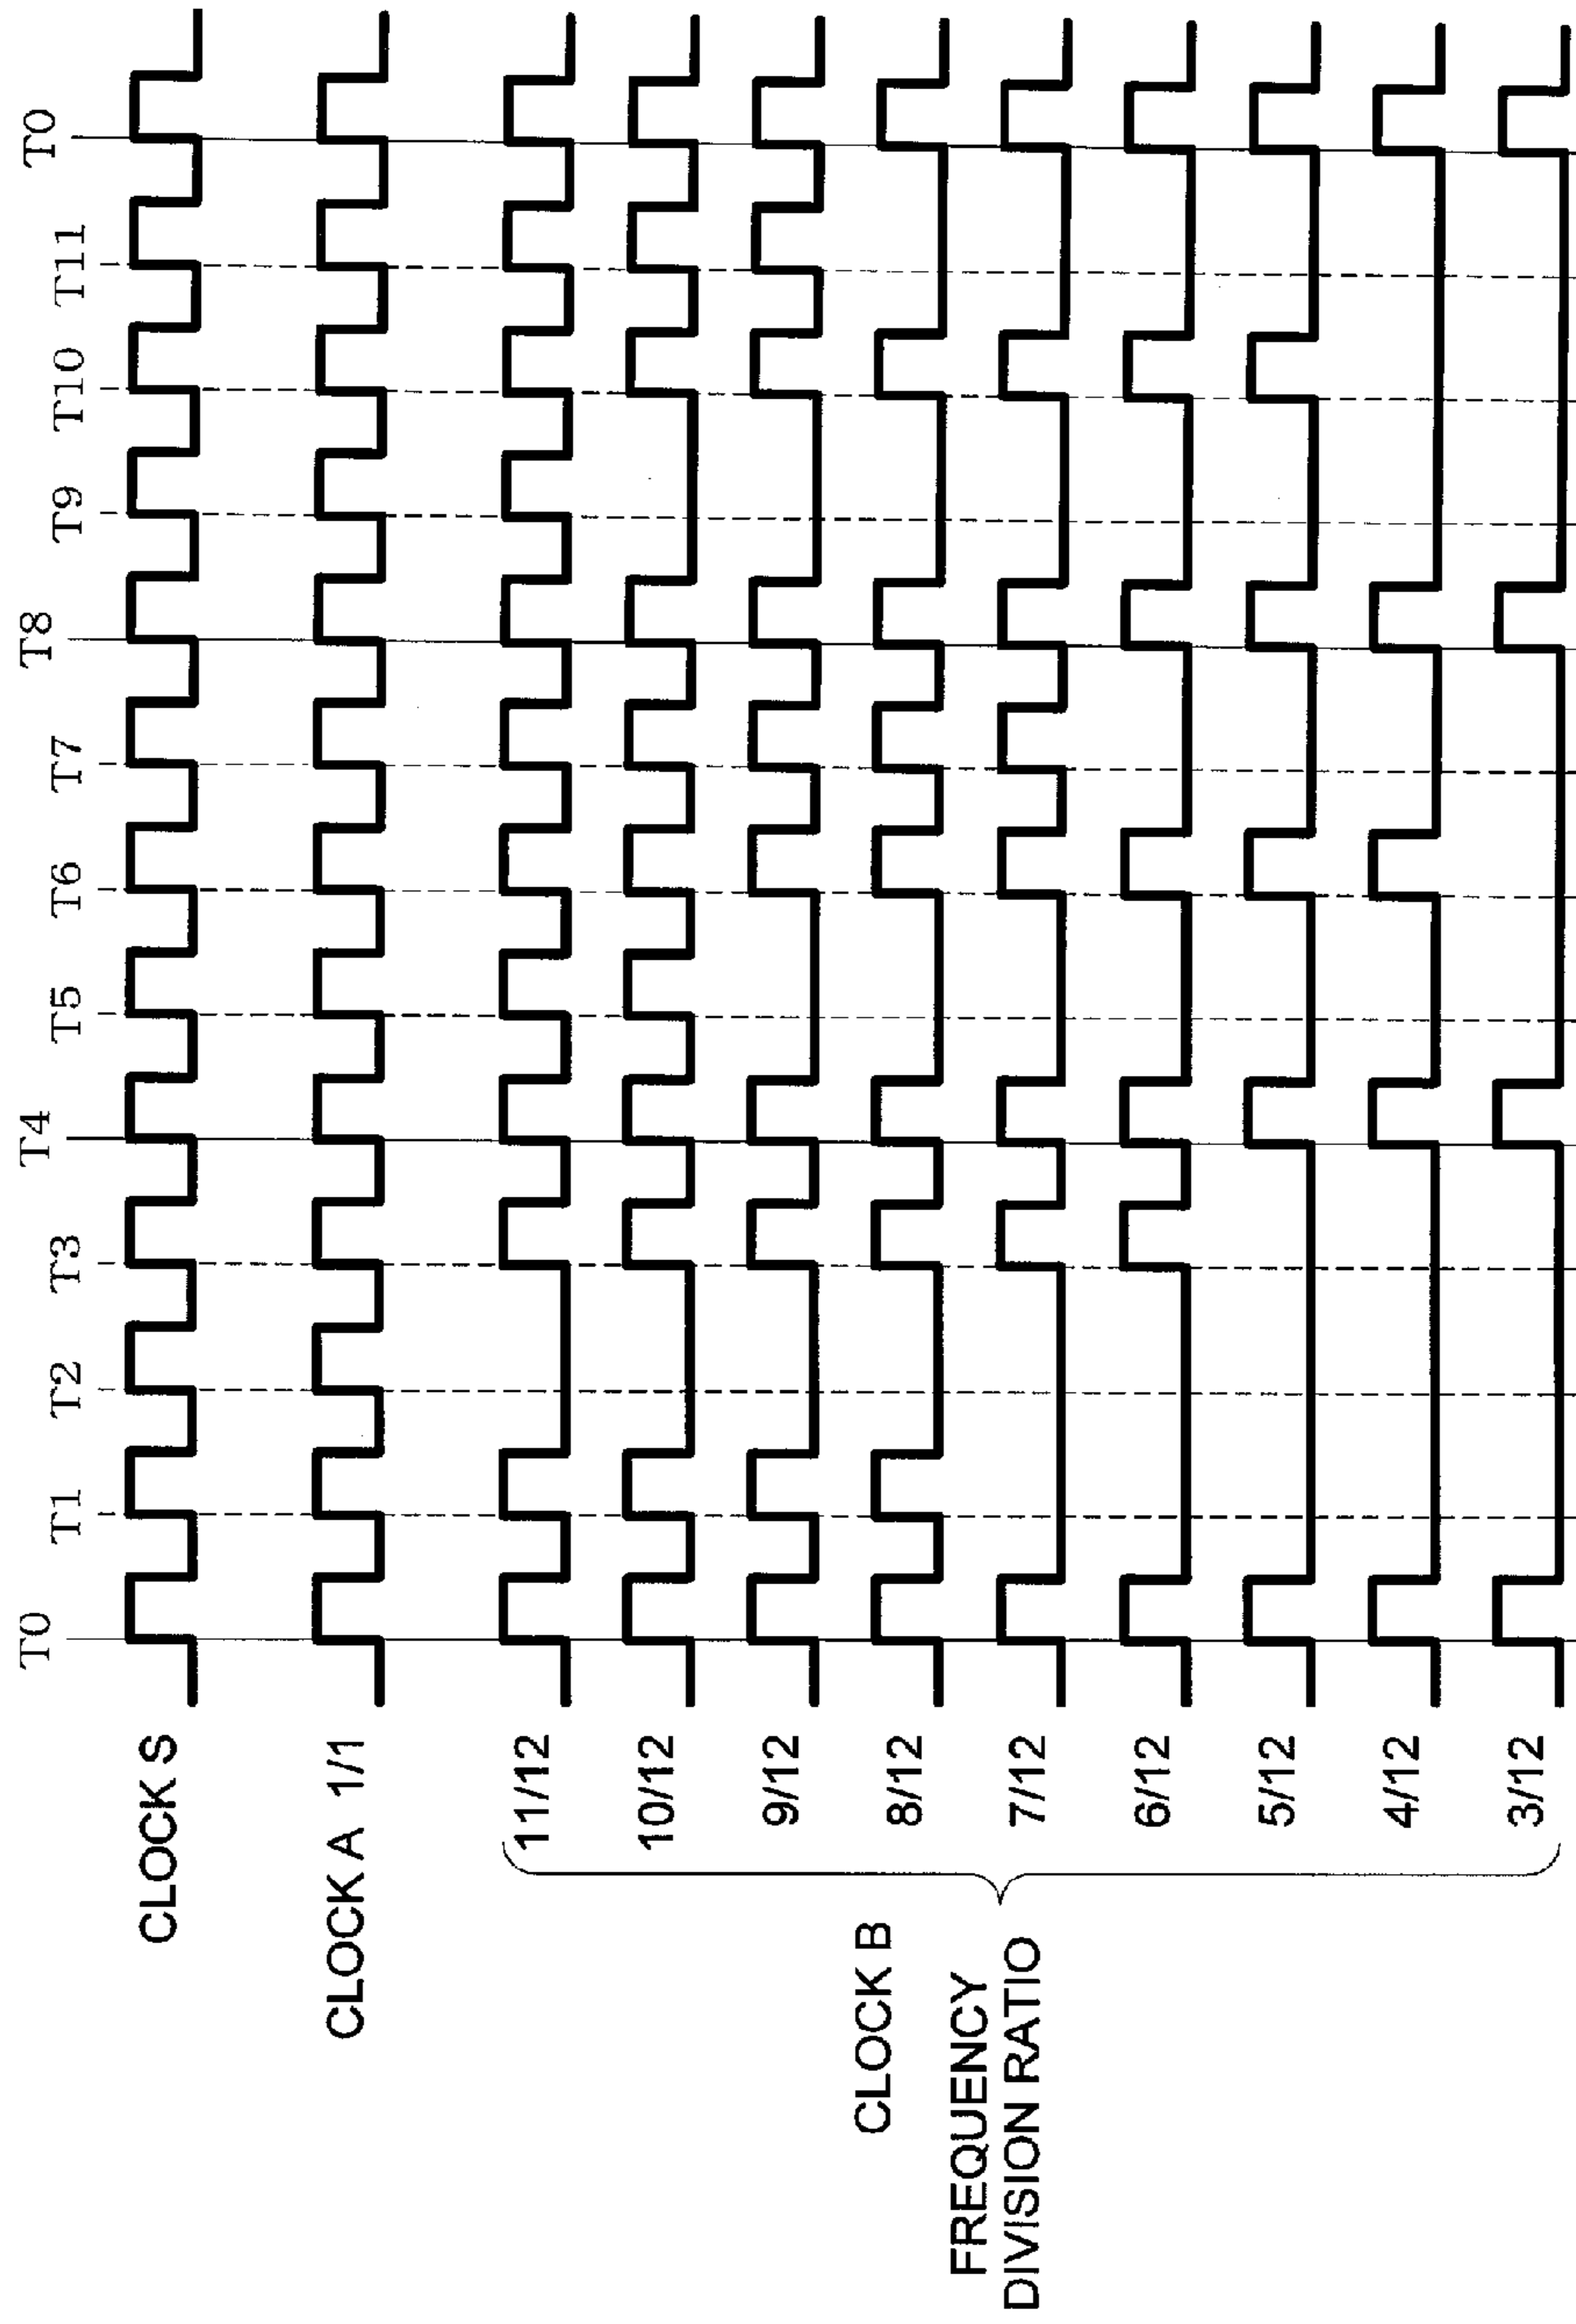 T0 T1 T2 T3 T4 T5 T6 T7 T8 T9 T10 T11 T0
CLOCK S
CLOCK A 1/1
11/12
10/12
9/12
8/12
7/12
6/12
5/12
4/12
3/12
CLOCK B
FREQUENCY
DIVISION RATIO